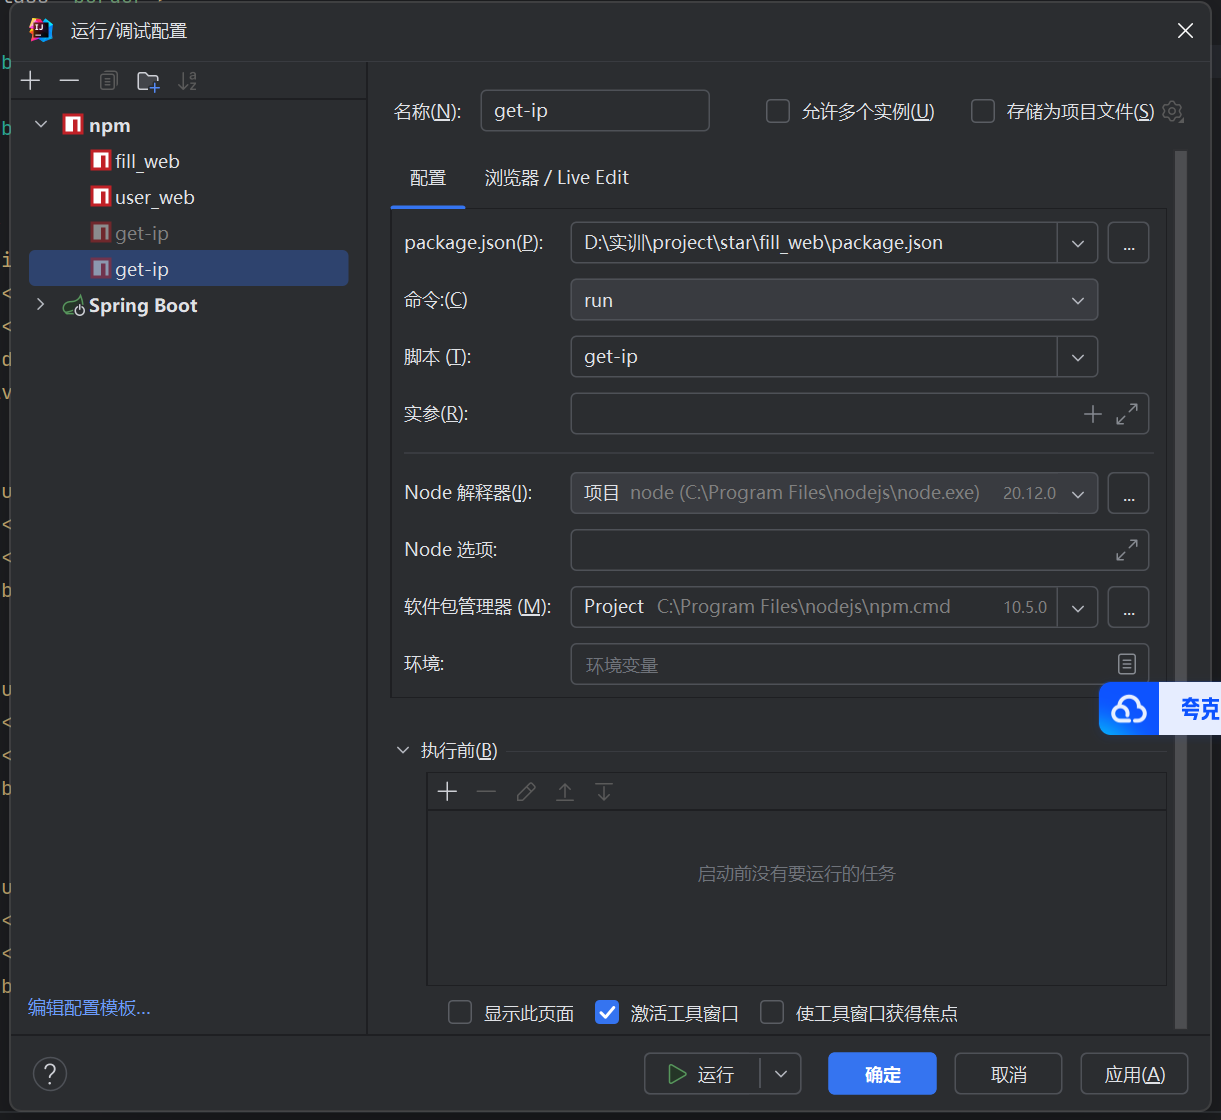 运行/调试配置
npm
fill_web
user_web
get-ip
get-ip
Spring Boot
编辑配置模板...
名称(N):
get-ip
允许多个实例(U)
存储为项目文件(S)
配置
浏览器 / Live Edit
package.json(P):
D:\实训\project\star\fill_web\package.json
...
命令:(C)
run
脚本 (T):
get-ip
实参(R):
Node 解释器(I):
项目 node (C:\Program Files\nodejs\node.exe) 20.12.0
...
Node 选项:
软件包管理器 (M):
Project C:\Program Files\nodejs\npm.cmd 10.5.0
...
环境:
环境变量
夸克
执行前(B)
启动前没有要运行的任务
显示此页面
激活工具窗口
使工具窗口获得焦点
?
运行
确定
取消
应用(A)